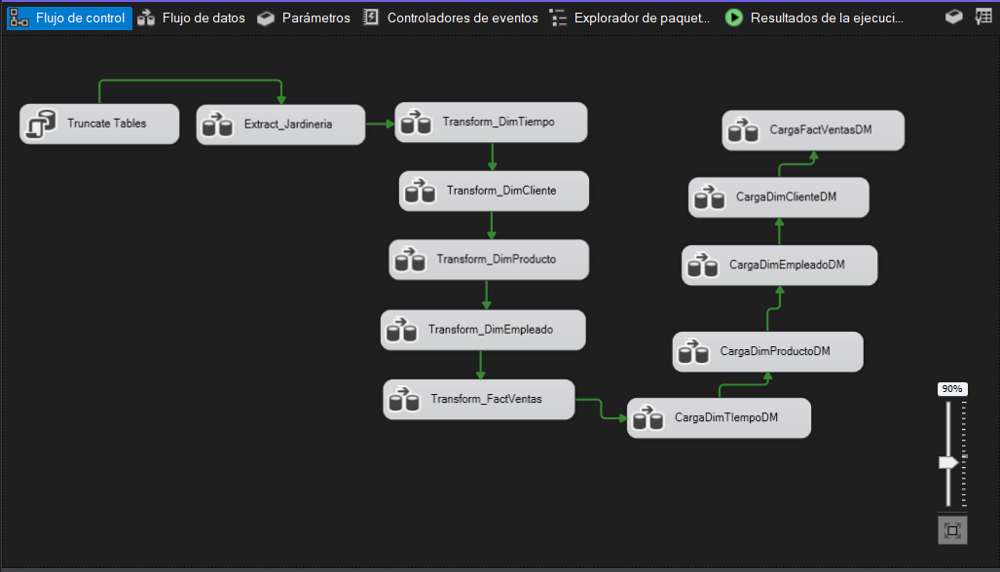 Flujo de control
Flujo de datos
Parámetros
Controladores de eventos
Explorador de paquet...
Resultados de la ejecuci...
Truncate Tables
Extract_Jardineria
Transform_DimTiempo
Transform_DimCliente
Transform_DimProducto
Transform_DimEmpleado
Transform_FactVentas
CargaDimTIempoDM
CargaDimProductoDM
CargaDimEmpleadoDM
CargaDimClienteDM
CargaFactVentasDM
90%